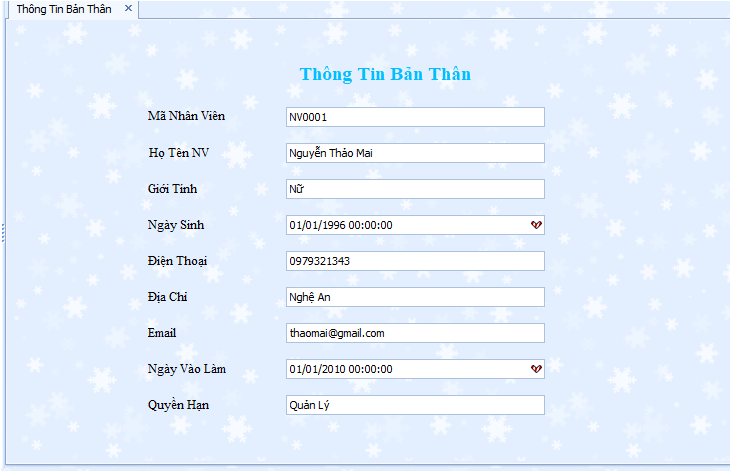 Thông Tin Bản Thân
Thông Tin Bản Thân
Mã Nhân Viên NV0001
Họ Tên NV Nguyễn Thảo Mai
Giới Tính Nữ
Ngày Sinh 01/01/1996 00:00:00
Điện Thoại 0979321343
Địa Chỉ Nghệ An
Email thaomai@gmail.com
Ngày Vào Làm 01/01/2010 00:00:00
Quyền Hạn Quản Lý